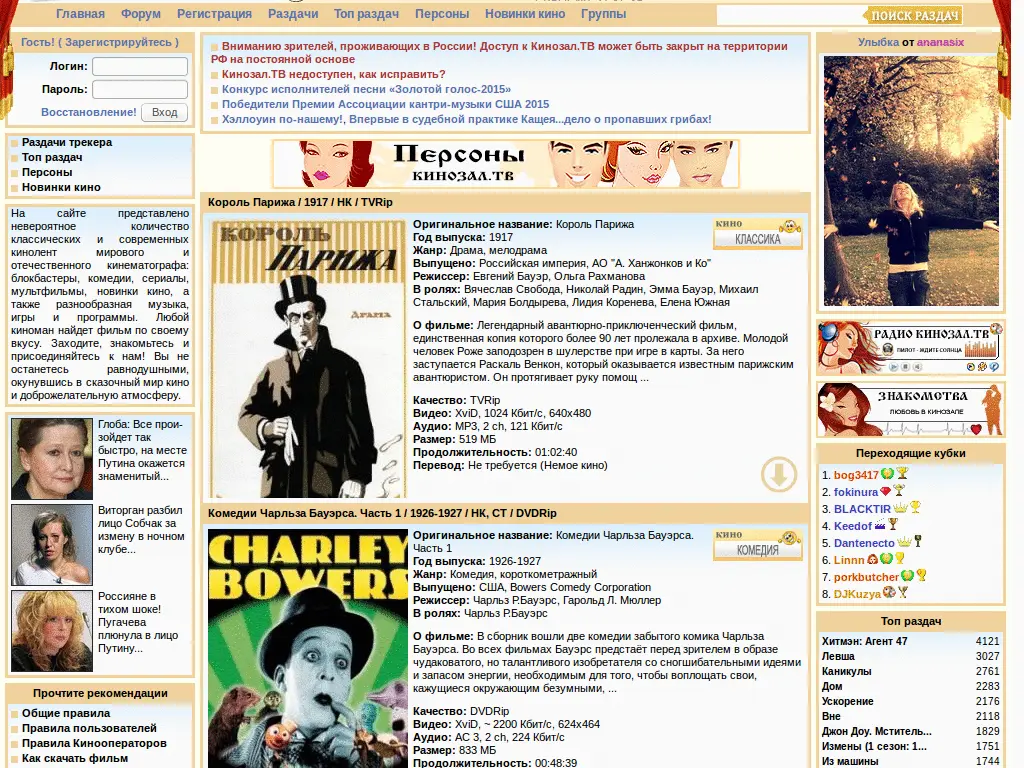 Главная Форум Регистрация Раздачи Топ раздач Персоны Новинки кино Группы
ПОИСК РАЗДАЧ
Гость! ( Зарегистрируйтесь )
Логин:
Пароль:
Восстановление! Вход
Раздачи трекера
Топ раздач
Персоны
Новинки кино
На сайте представлено
невероятное количество
классических и современных
кинолент мирового и
отечественного кинематографа:
блокбастеры, комедии, сериалы,
мультфильмы, новинки кино, а
также разнообразная музыка,
игры и программы. Любой
киноман найдет фильм по своему
вкусу. Заходите, знакомьтесь и
присоединяйтесь к нам! Вы не
останетесь равнодушными,
окунувшись в сказочный мир кино
и доброжелательную атмосферу.
Глоба: Все прои-
зойдет так
быстро, на месте
Путина окажется
знаменитый...
Виторган разбил
лицо Собчак за
измену в ночном
клубе...
Россияне в
тихом шоке!
Пугачева
плюнула в лицо
Путину...
Прочтите рекомендации
Общие правила
Правила пользователей
Правила Кинооператоров
Как скачать фильм
Вниманию зрителей, проживающих в России! Доступ к Кинозал.ТВ может быть закрыт на территории
РФ на постоянной основе
Кинозал.ТВ недоступен, как исправить?
Конкурс исполнителей песни «Золотой голос-2015»
Победители Премии Ассоциации кантри-музыки США 2015
Хэллоуин по-нашему!, Впервые в судебной практике Кащея...дело о пропавших грибах!
Персоны
КИНОЗАЛ.ТВ
Король Парижа / 1917 / НК / TVRip
КОРОЛЬ
ПАРИЖА
ДРАМА
КИНО
КЛАССИКА
Оригинальное название: Король Парижа
Год выпуска: 1917
Жанр: Драма, мелодрама
Выпущено: Российская империя, АО "А. Ханжонков и Ко"
Режиссер: Евгений Бауэр, Ольга Рахманова
В ролях: Вячеслав Свобода, Николай Радин, Эмма Бауэр, Михаил
Стальский, Мария Болдырева, Лидия Коренева, Елена Южная
О фильме: Легендарный авантюрно-приключенческий фильм,
единственная копия которого более 90 лет пролежала в архиве. Молодой
человек Роже заподозрен в шулерстве при игре в карты. За него
заступается Раскаль Венкон, который оказывается известным парижским
авантюристом. Он протягивает руку помощ ...
Качество: TVRip
Видео: XviD, 1024 Кбит/с, 640x480
Аудио: MP3, 2 ch, 121 Кбит/с
Размер: 519 МБ
Продолжительность: 01:02:40
Перевод: Не требуется (Немое кино)
Комедии Чарльза Бауэрса. Часть 1 / 1926-1927 / НК, СТ / DVDRip
CHARLEY
BOWERS
КИНО
КОМЕДИЯ
Оригинальное название: Комедии Чарльза Бауэрса.
Часть 1
Год выпуска: 1926-1927
Жанр: Комедия, короткометражный
Выпущено: США, Bowers Comedy Corporation
Режиссер: Чарльз Р.Бауэрс, Гарольд Л. Мюллер
В ролях: Чарльз Р.Бауэрс
О фильме: В сборник вошли две комедии забытого комика Чарльза
Бауэрса. Во всех фильмах Бауэрс предстаёт перед зрителем в образе
чудаковатого, но талантливого изобретателя со сногшибательными идеями
и запасом энергии, необходимым для того, чтобы воплощать свои,
кажущиеся окружающим безумными, ...
Качество: DVDRip
Видео: XviD, ~ 2200 Кбит/с, 624x464
Аудио: AC 3, 2 ch, 224 Кбит/с
Размер: 833 МБ
Продолжительность: 00:48:39
Улыбка от ananasix
РАДИО КИНОЗАЛ.ТВ
ПИЛОТ - ЖДИТЕ СОЛНЦА
ЗНАКОМСТВА
ЛЮБОВЬ В КИНОЗАЛЕ
Переходящие кубки
1. bog3417
2. fokinura
3. BLACKTIR
4. Keedof
5. Dantenecto
6. Linnn
7. porkbutcher
8. DJKuzya
Топ раздач
Хитмэн: Агент 47 4121
Левша 3027
Каникулы 2761
Дом 2283
Ускорение 2176
Вне 2118
Джон Доу. Мститель... 1829
Измены (1 сезон: 1... 1751
Из машины 1744